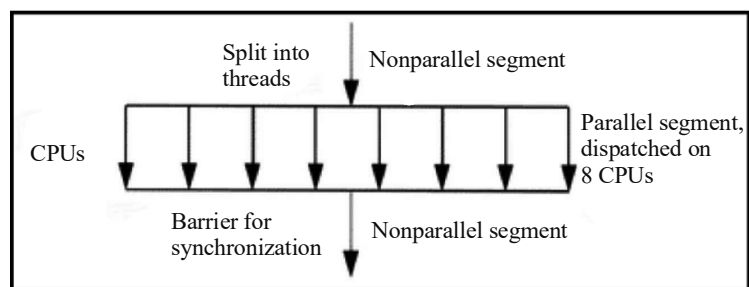 Split into
threads
Nonparallel segment
CPUs
Parallel segment,
dispatched on
8 CPUs
Barrier for
synchronization
Nonparallel segment